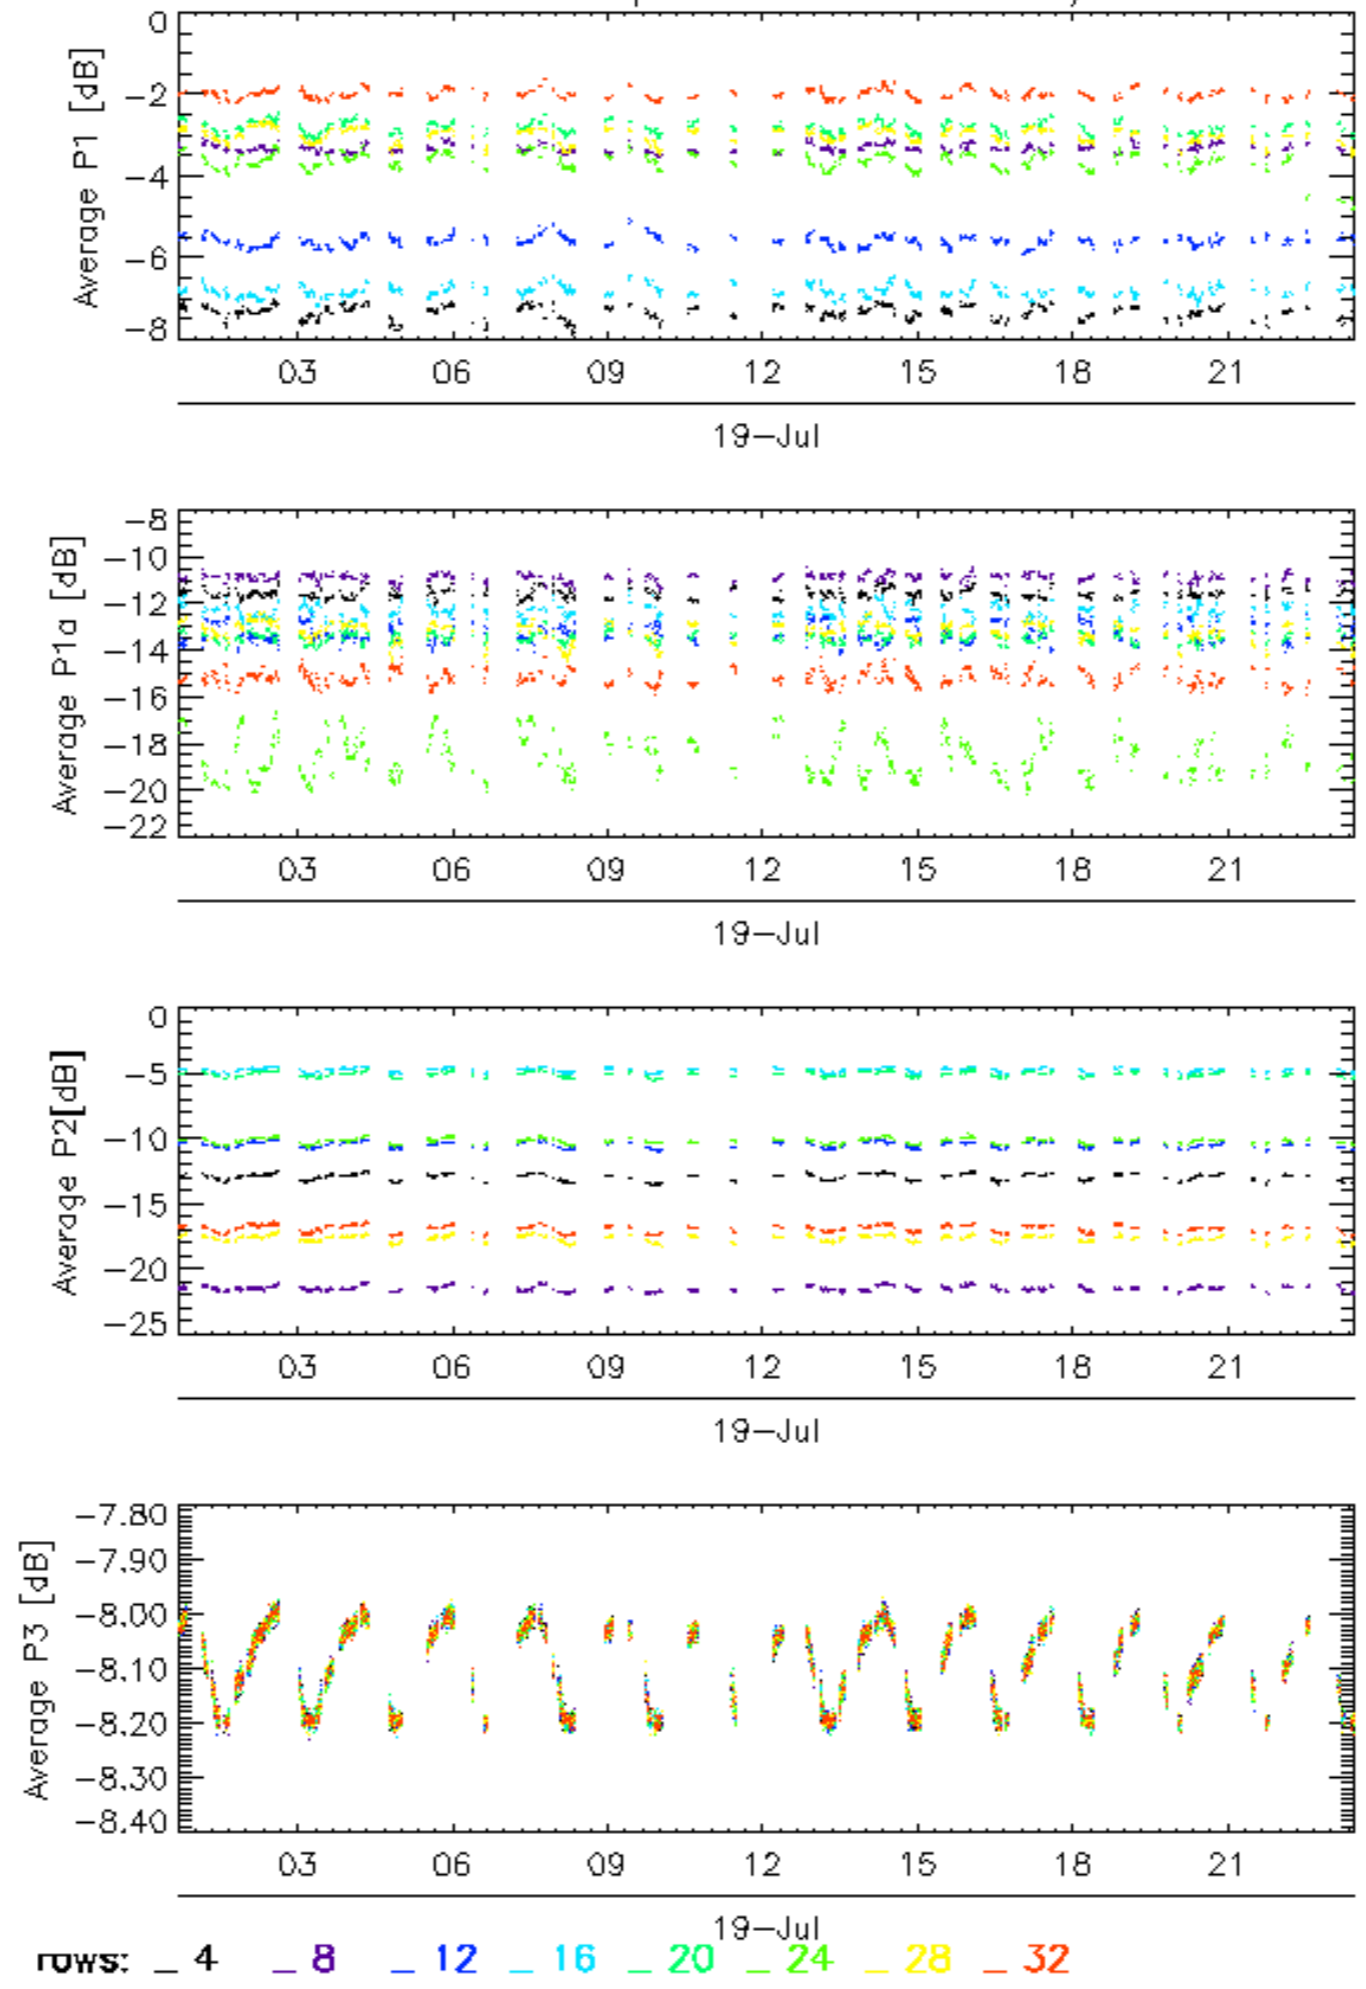 0
-2
-4
-6
-8
Average P1 [dB]
03 06 09 12 15 18 21
19-Jul
-8
-10
-12
-14
-16
-18
-20
-22
Average P1a [dB]
03 06 09 12 15 18 21
19-Jul
0
-5
-10
-15
-20
-25
Average P2[dB]
03 06 09 12 15 18 21
19-Jul
-7.80
-7.90
-8.00
-8.10
-8.20
-8.30
-8.40
Average P3 [dB]
03 06 09 12 15 18 21
19-Jul
rows: _ 4 _ 8 _ 12 _ 16 _ 20 _ 24 _ 28 _ 32